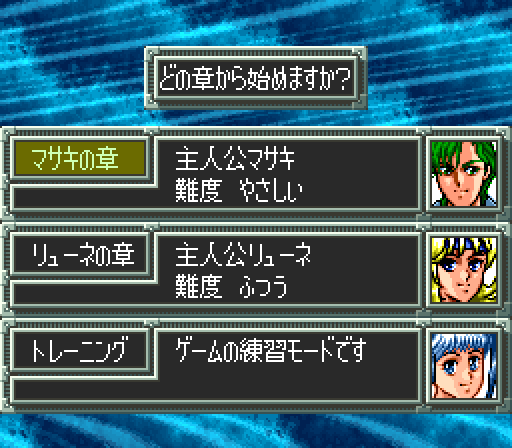 どの章から始めますか?
マサキの章
主人公マサキ
難度 やさしい
リューネの章
主人公リューネ
難度 ふつう
トレーニング
ゲームの練習モードです